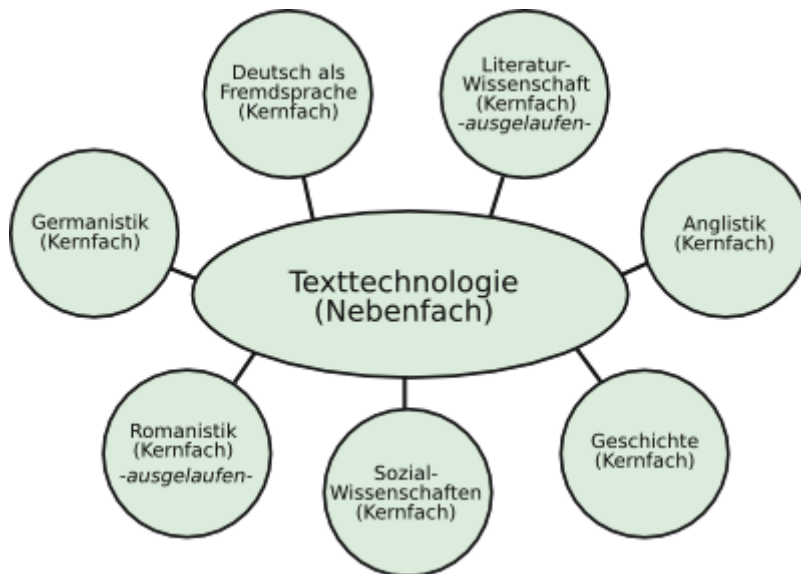 Deutsch als
Fremdsprache
(Kernfach)
Literatur-
Wissenschaft
(Kernfach)
-ausgelaufen-
Germanistik
(Kernfach)
Anglistik
(Kernfach)
Texttechnologie
(Nebenfach)
Romanistik
(Kernfach)
-ausgelaufen-
Sozial-
Wissenschaften
(Kernfach)
Geschichte
(Kernfach)